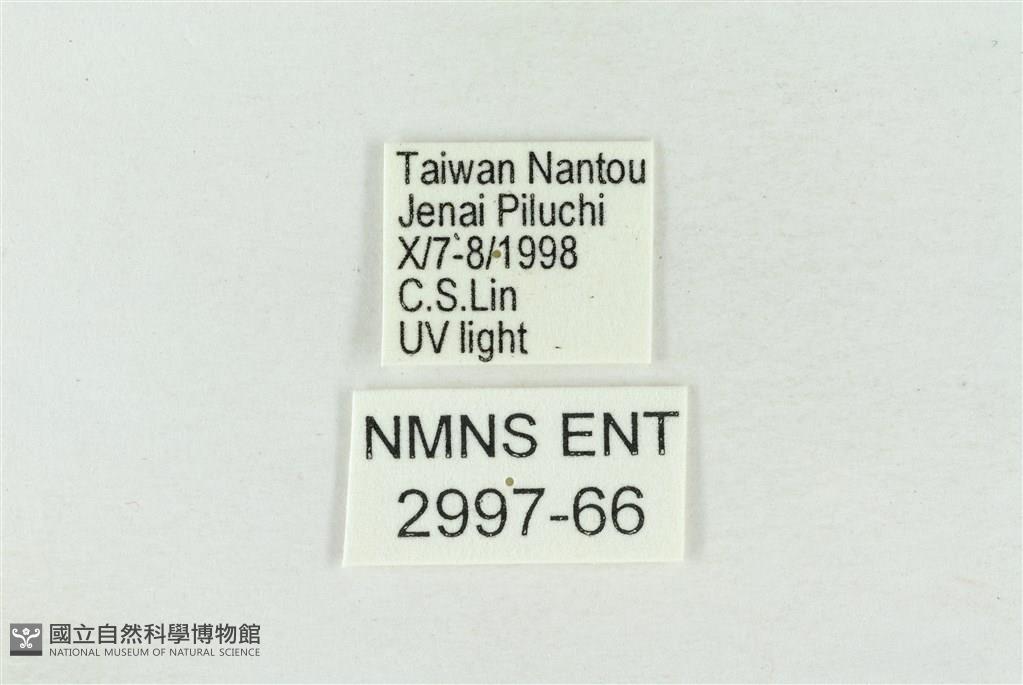 Taiwan Nantou
Jenai Piluchi
X/7-8/1998
C.S.Lin
UV light
NMNS ENT
2997-66
國立自然科學博物館
NATIONAL MUSEUM OF NATURAL SCIENCE